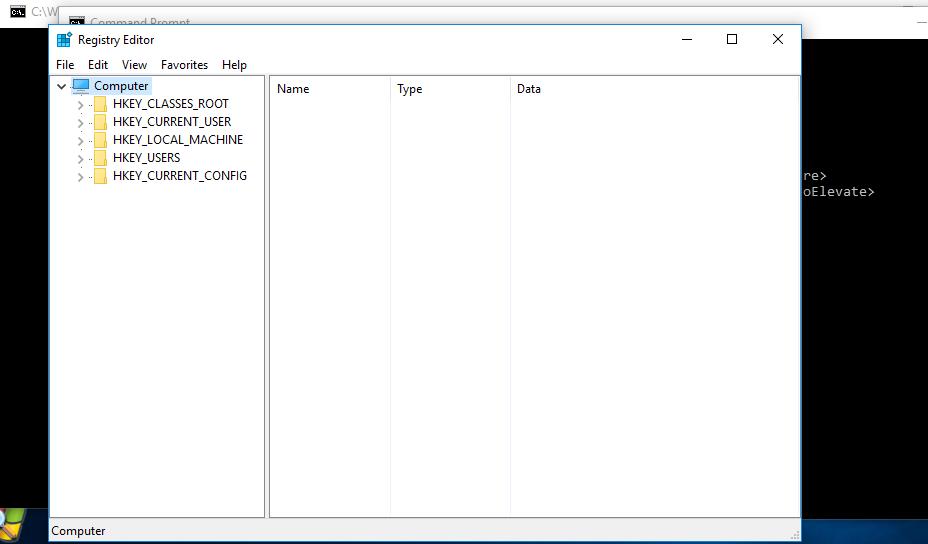 C:\W
Command Prompt
Registry Editor
File Edit View Favorites Help
Computer
HKEY_CLASSES_ROOT
HKEY_CURRENT_USER
HKEY_LOCAL_MACHINE
HKEY_USERS
HKEY_CURRENT_CONFIG
Name Type Data
re>
oElevate>
Computer